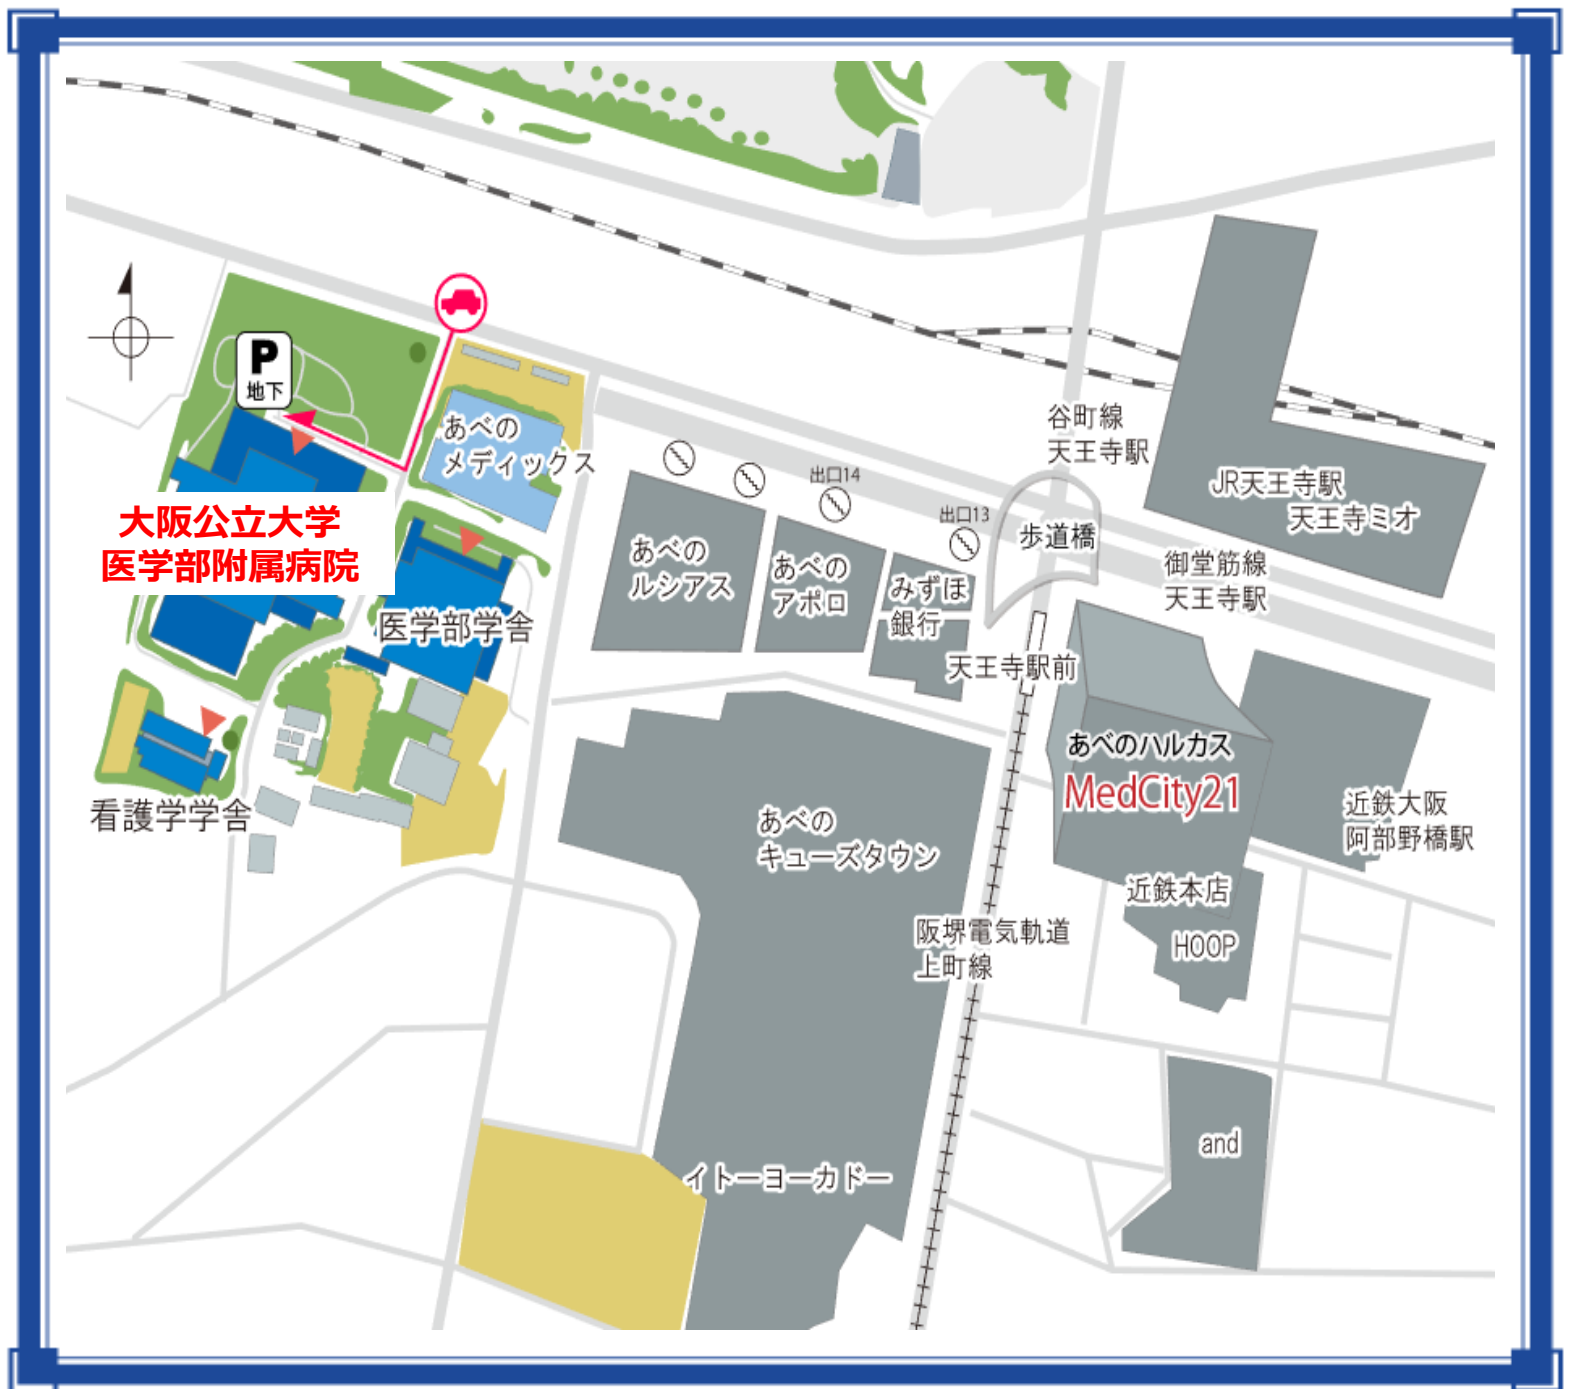 P
地下
あべの
メディックス
谷町線
天王寺駅
JR天王寺駅
天王寺ミオ
出口14
出口13
歩道橋
大阪公立大学
医学部附属病院
あべの
ルシアス
あべの
アポロ
みずほ
銀行
御堂筋線
天王寺駅
医学部学舎
天王寺駅前
あべのハルカス
MedCity21
看護学学舎
あべの
キューズタウン
近鉄大阪
阿部野橋駅
近鉄本店
HOOP
阪堺電気軌道
上町線
and
イトーヨーカドー